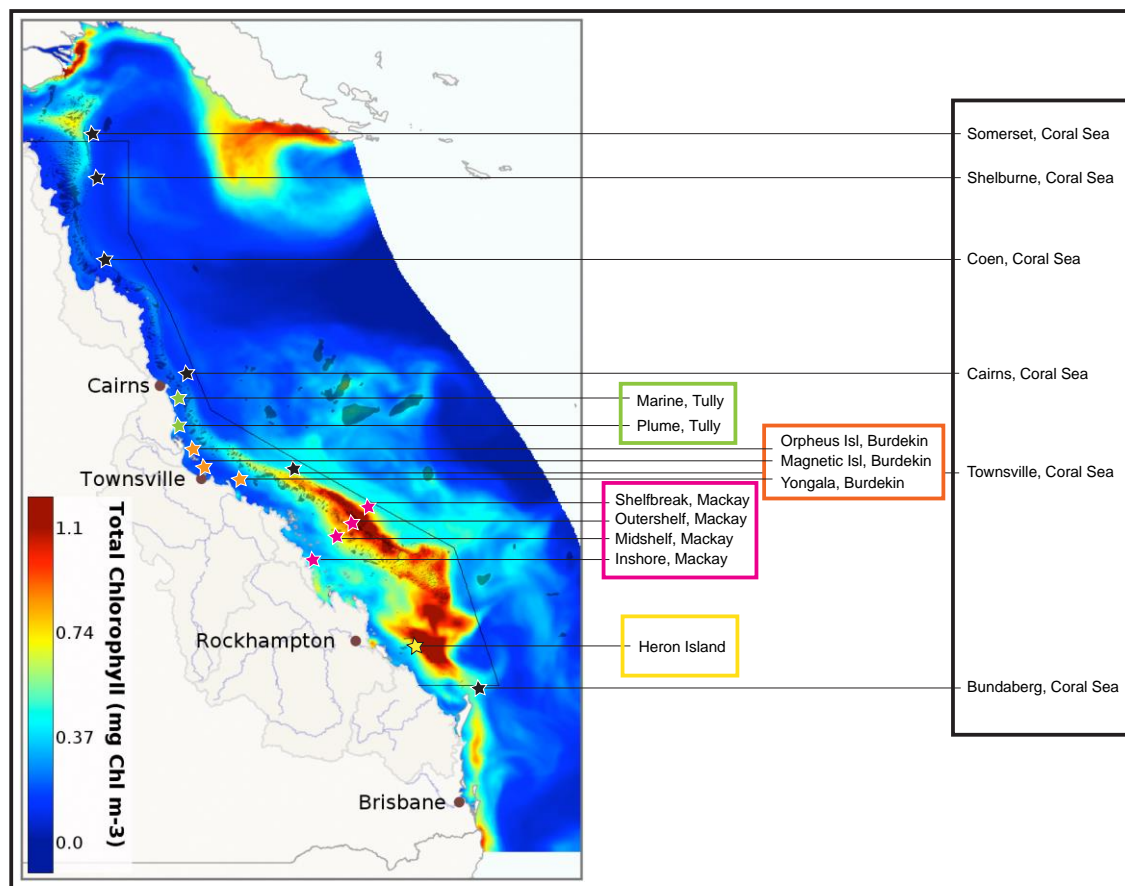 Somerset, Coral Sea
Shelburne, Coral Sea
Coen, Coral Sea
Cairns, Coral Sea
Cairns
Marine, Tully
Plume, Tully
Orpheus Isl, Burdekin
Magnetic Isl, Burdekin
Townsville, Coral Sea
Yongala, Burdekin
Townsville
Shelfbreak, Mackay
Outershelf, Mackay
Midshelf, Mackay
Inshore, Mackay
Total Chlorophyll (mg Chl m-3)
1.1
0.74
0.37
0.0
Rockhampton
Heron Island
Bundaberg, Coral Sea
Brisbane